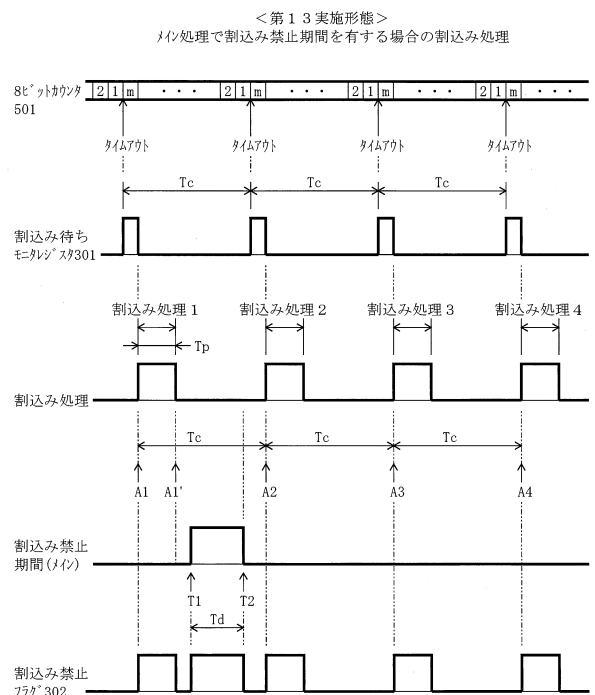 ＜第１３実施形態＞
ﾒｲﾝ処理で割込み禁止期間を有する場合の割込み処理
8ﾋﾞｯﾄｶｳﾝﾀ 2 1 m ・・・ 2 1 m ・・・ 2 1 m ・・・ 2 1 m ・・・
501
ﾀｲﾑｱｳﾄ ﾀｲﾑｱｳﾄ ﾀｲﾑｱｳﾄ ﾀｲﾑｱｳﾄ
Tc Tc Tc
割込み待ち
ﾓﾆﾀﾚｼﾞｽﾀ301
割込み処理１ 割込み処理２ 割込み処理３ 割込み処理４
Tp
割込み処理
Tc Tc Tc
A1 A1' A2 A3 A4
割込み禁止
期間(ﾒｲﾝ)
T1 T2
Td
割込み禁止
ﾌﾗｸﾞ302